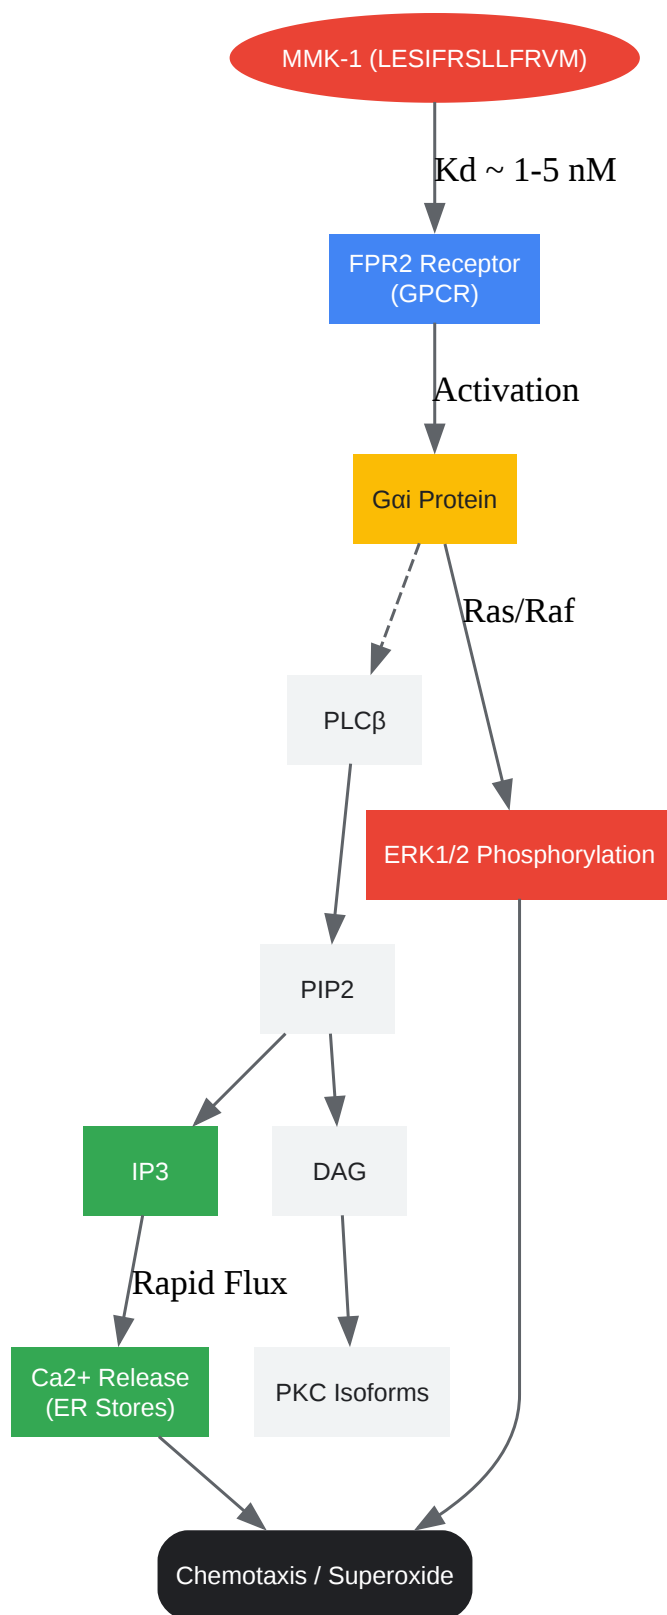 MMK-1 (LESIFRSLLFRVM)
Kd ~ 1-5 nM
FPR2 Receptor
(GPCR)
Activation
Gαi Protein
Ras/Raf
PLCβ
ERK1/2 Phosphorylation
PIP2
IP3
DAG
Rapid Flux
Ca2+ Release
(ER Stores)
PKC Isoforms
Chemotaxis / Superoxide